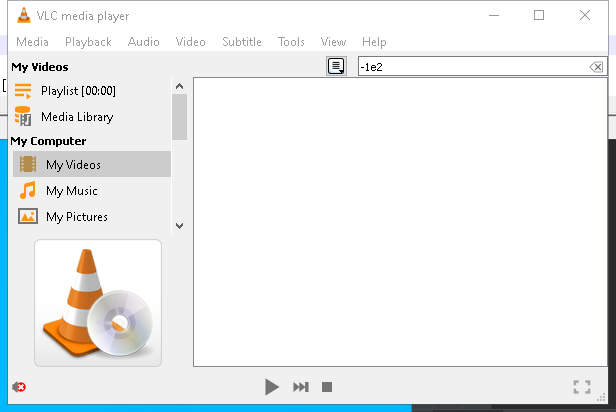 VLC media player
Media Playback Audio Video Subtitle Tools View Help
My Videos
-1e2
Playlist [00:00]
Media Library
My Computer
My Videos
My Music
My Pictures